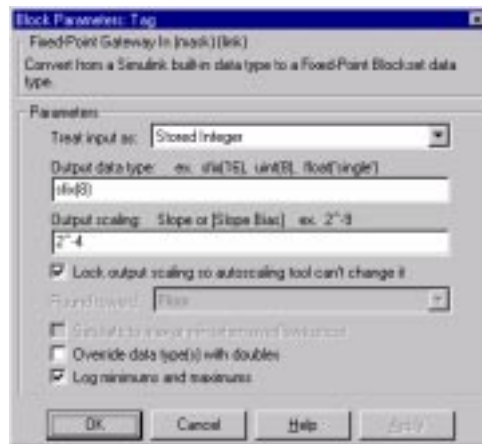 Block Parameters: Tag
Fixed-Point Gateway In (mask) (link)
Convert from a Simulink built-in data type to a Fixed-Point Blockset data
type.
Parameters
Treat input as: Stored Integer
Output data type: ex. sfix(16), uint(8), float('single')
sfix(8)
Output scaling: Slope or [Slope Bias] ex. 2^-9
2^-4
Lock output scaling so autoscaling tool can't change it
Round toward: Floor
Override data type(s) with doubles
Log minimums and maximums
OK Cancel Help Apply